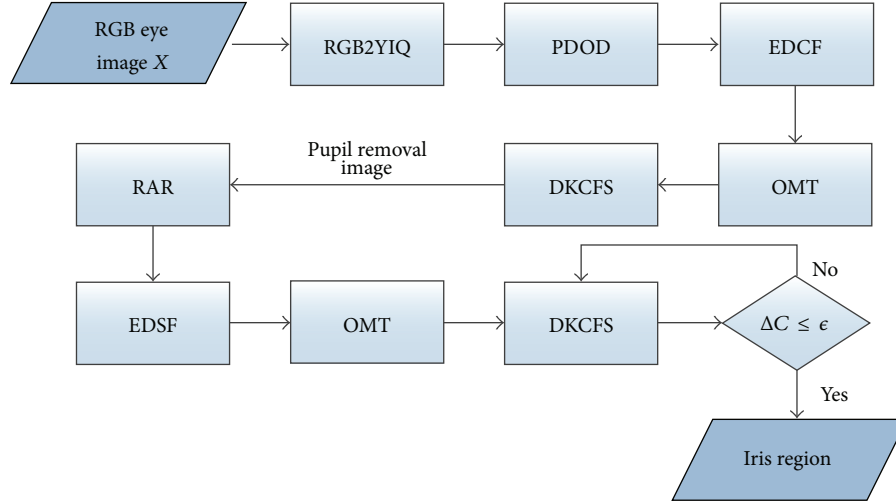 RGB eye
image X
RGB2YIQ
PDOD
EDCF
Pupil removal
image
RAR
DKCFS
OMT
No
EDSF
OMT
DKCFS
ΔC ≤ ϵ
Yes
Iris region